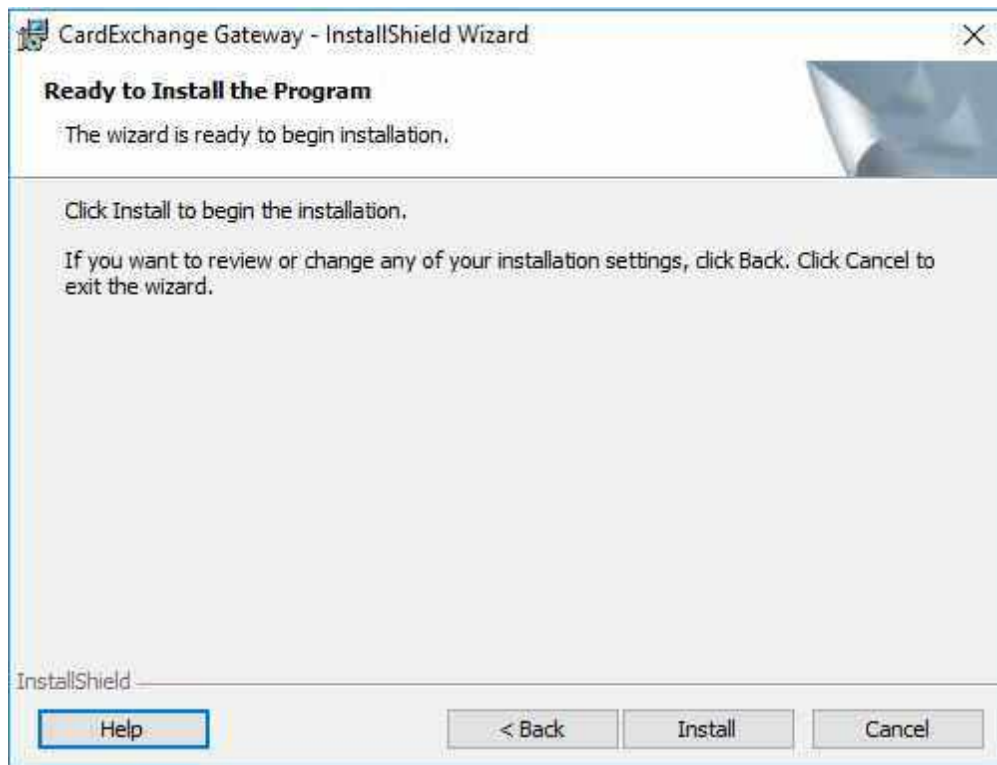 CardExchange Gateway - InstallShield Wizard
Ready to Install the Program
The wizard is ready to begin installation.
Click Install to begin the installation.
If you want to review or change any of your installation settings, click Back. Click Cancel to
exit the wizard.
InstallShield
Help
< Back
Install
Cancel